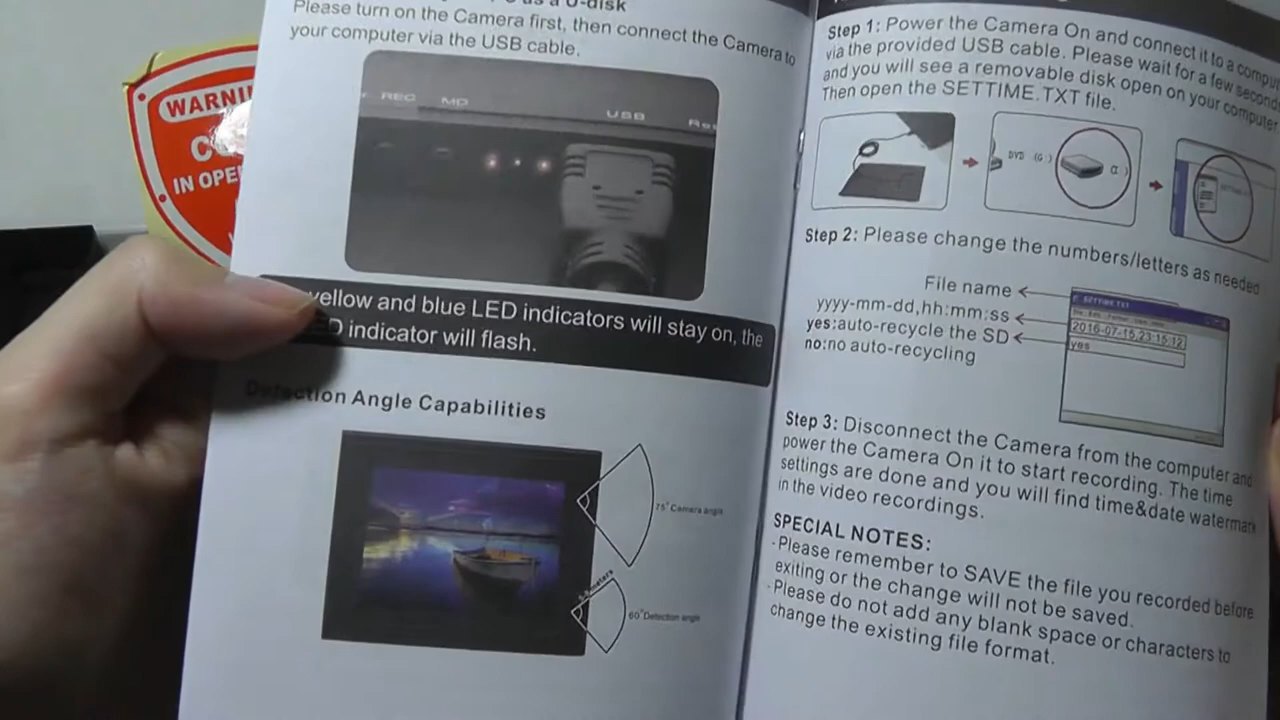 as a U-disk
Please turn on the Camera first, then connect the Camera to
your computer via the USB cable.
REC MD
USB
yellow and blue LED indicators will stay on, the
indicator will flash.
Detection Angle Capabilities
75° Camera angle
60° Detection angle
Step 1: Power the Camera On and connect it to a
via the provided USB cable. Please wait for a few
and you will see a removable disk open on your computer
Then open the SETTIME.TXT file.
DVD (G:)
Step 2: Please change the numbers/letters as needed
File name
yyyy-mm-dd,hh:mm:ss
yes:auto-recycle the SD
no:no auto-recycling
SETTIME.TXT
2016-07-15,23:15:12
yes
Step 3: Disconnect the Camera from the computer and
power the Camera On it to start recording. The time
settings are done and you will find time&date watermark
in the video recordings.
SPECIAL NOTES:
·Please remember to SAVE the file you recorded before
exiting or the change will not be saved.
·Please do not add any blank space or characters to
change the existing file format.
IN